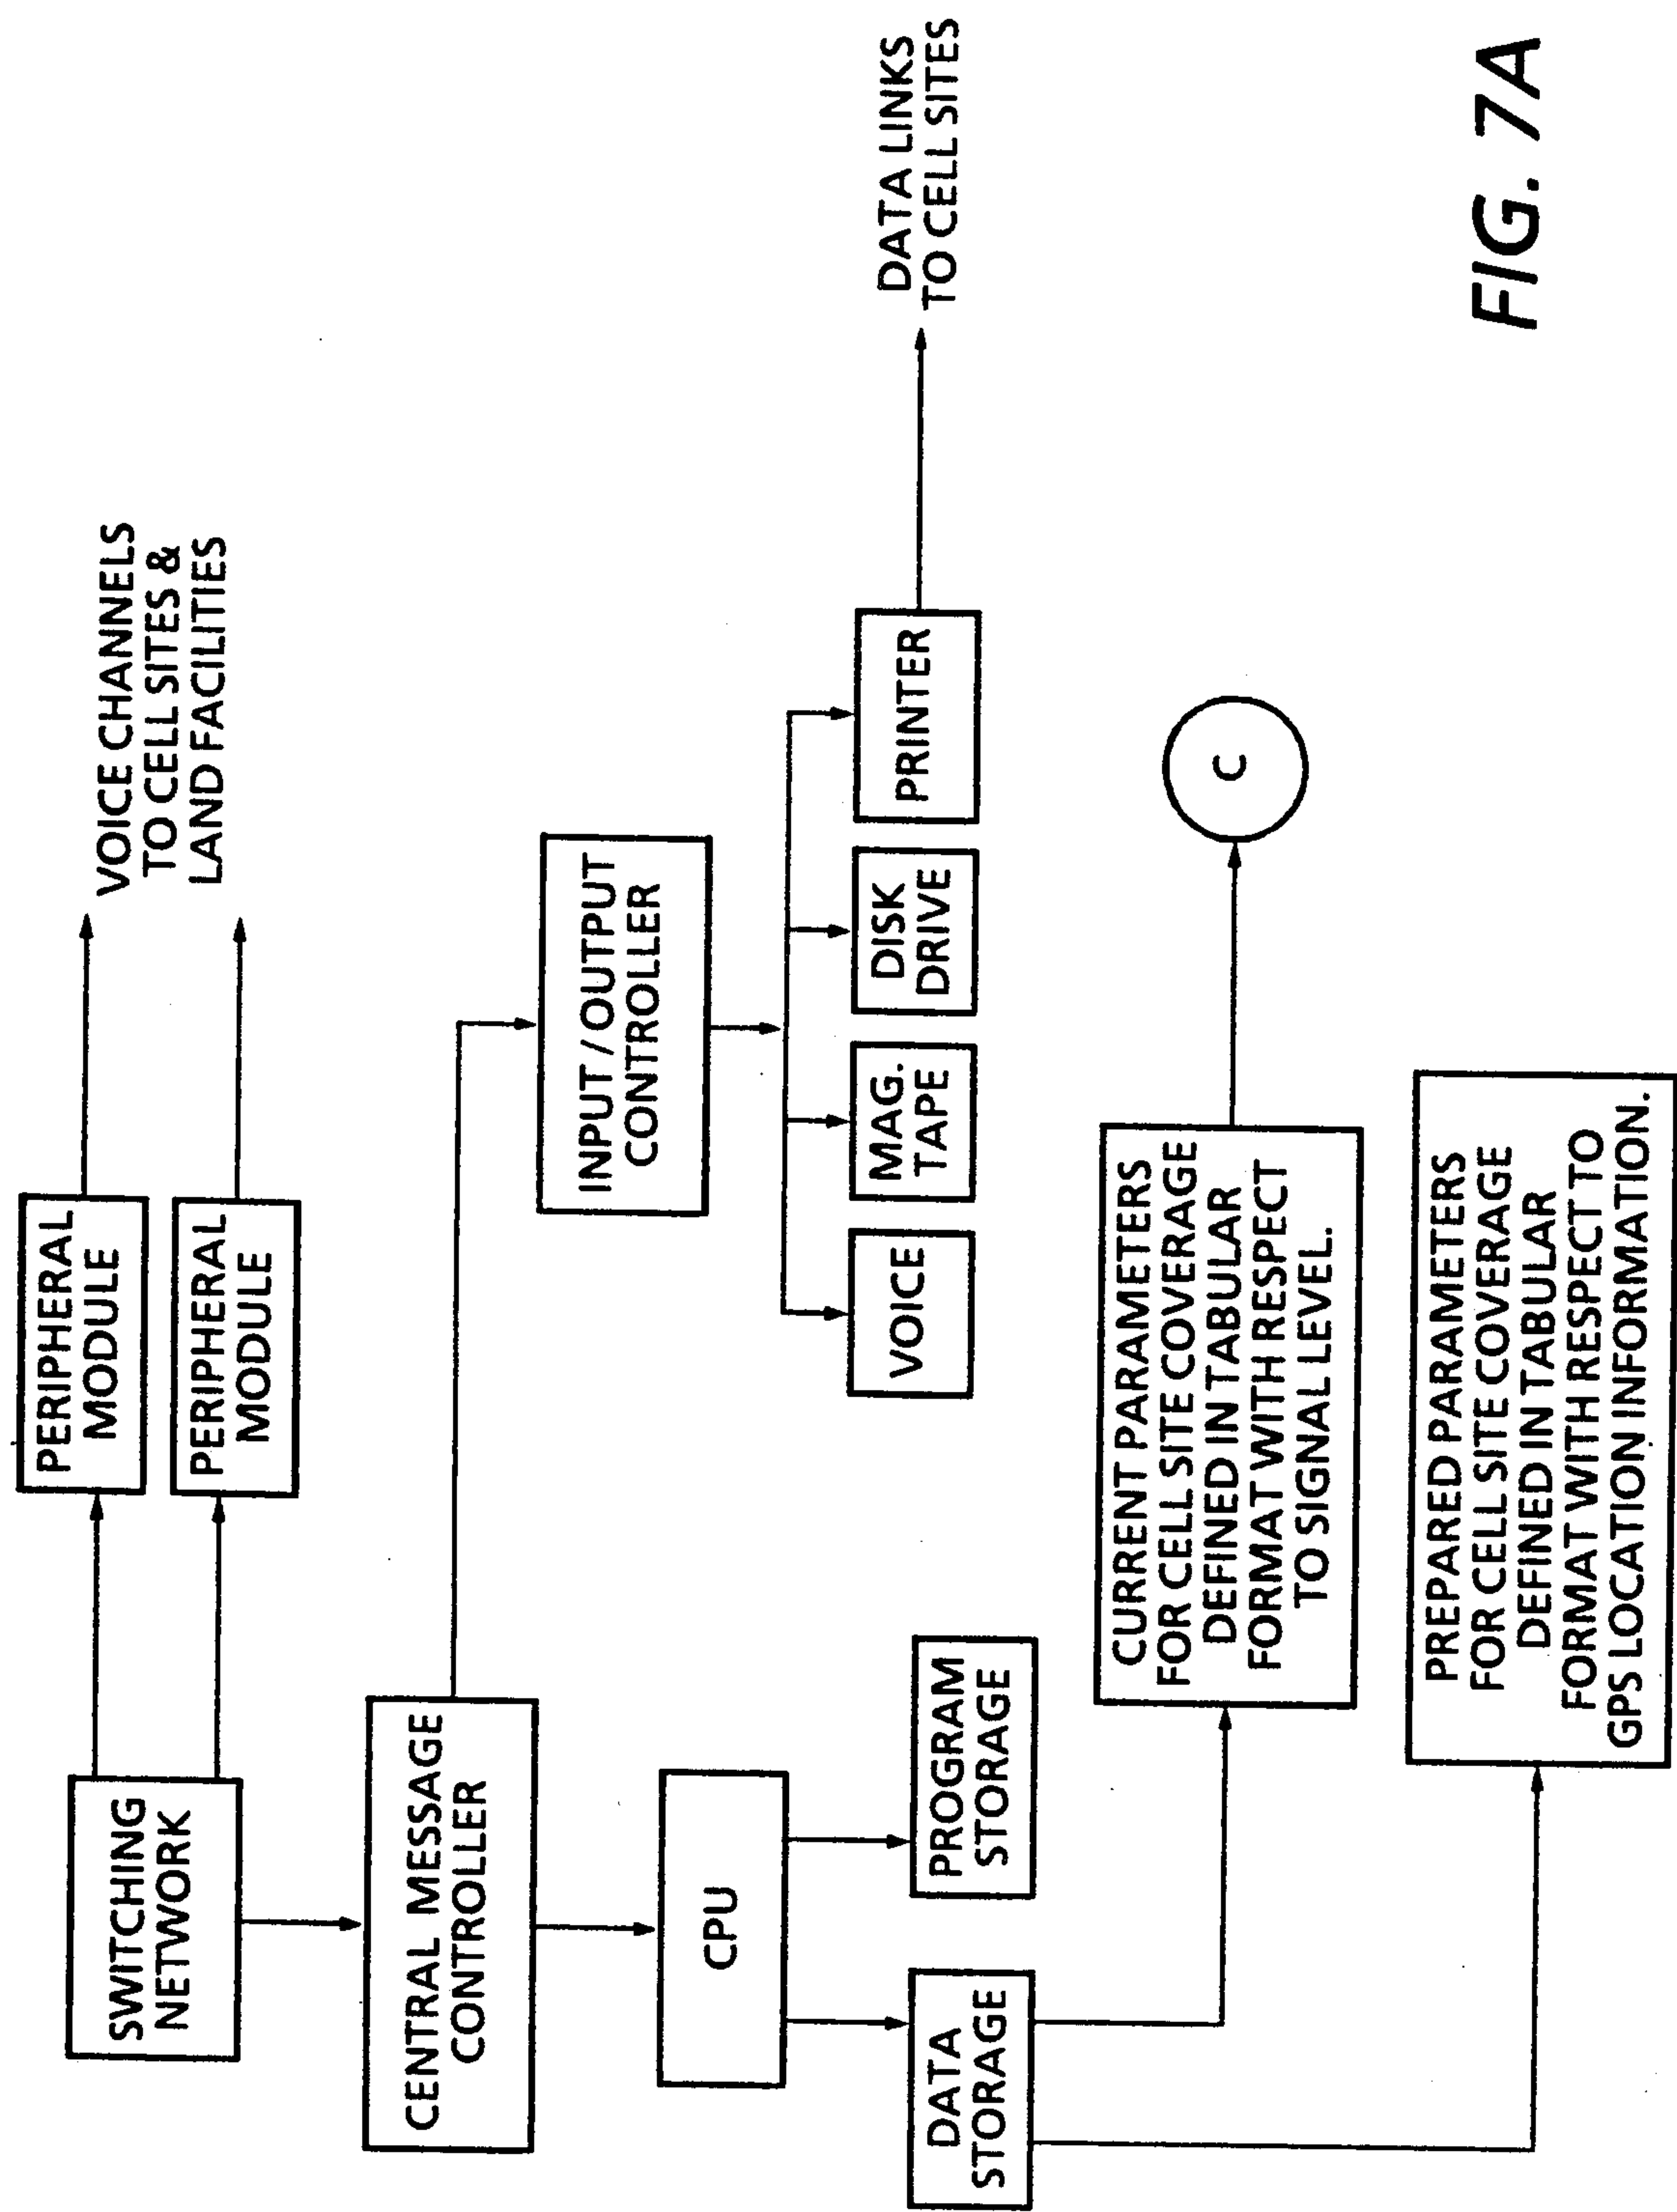 SWITCHING
NETWORK
PERIPHERAL
MODULE
PERIPHERAL
MODULE
VOICE CHANNELS
TO CELL SITES &
LAND FACILITIES
CENTRAL MESSAGE
CONTROLLER
INPUT / OUTPUT
CONTROLLER
CPU
VOICE
MAG.
TAPE
DISK
DRIVE
PRINTER
DATA LINKS
TO CELL SITES
DATA
STORAGE
PROGRAM
STORAGE
CURRENT PARAMETERS
FOR CELL SITE COVERAGE
DEFINED IN TABULAR
FORMAT WITH RESPECT
TO SIGNAL LEVEL.
C
PREPARED PARAMETERS
FOR CELL SITE COVERAGE
DEFINED IN TABULAR
FORMAT WITH RESPECT TO
GPS LOCATION INFORMATION.
FIG. 7A